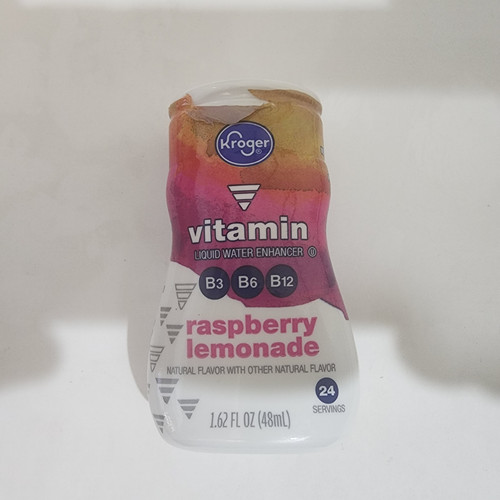 Kroger
vitamin
LIQUID WATER ENHANCER
B3 B6 B12
raspberry
lemonade
NATURAL FLAVOR WITH OTHER NATURAL FLAVOR
24
SERVINGS
1.62 FL OZ (48mL)